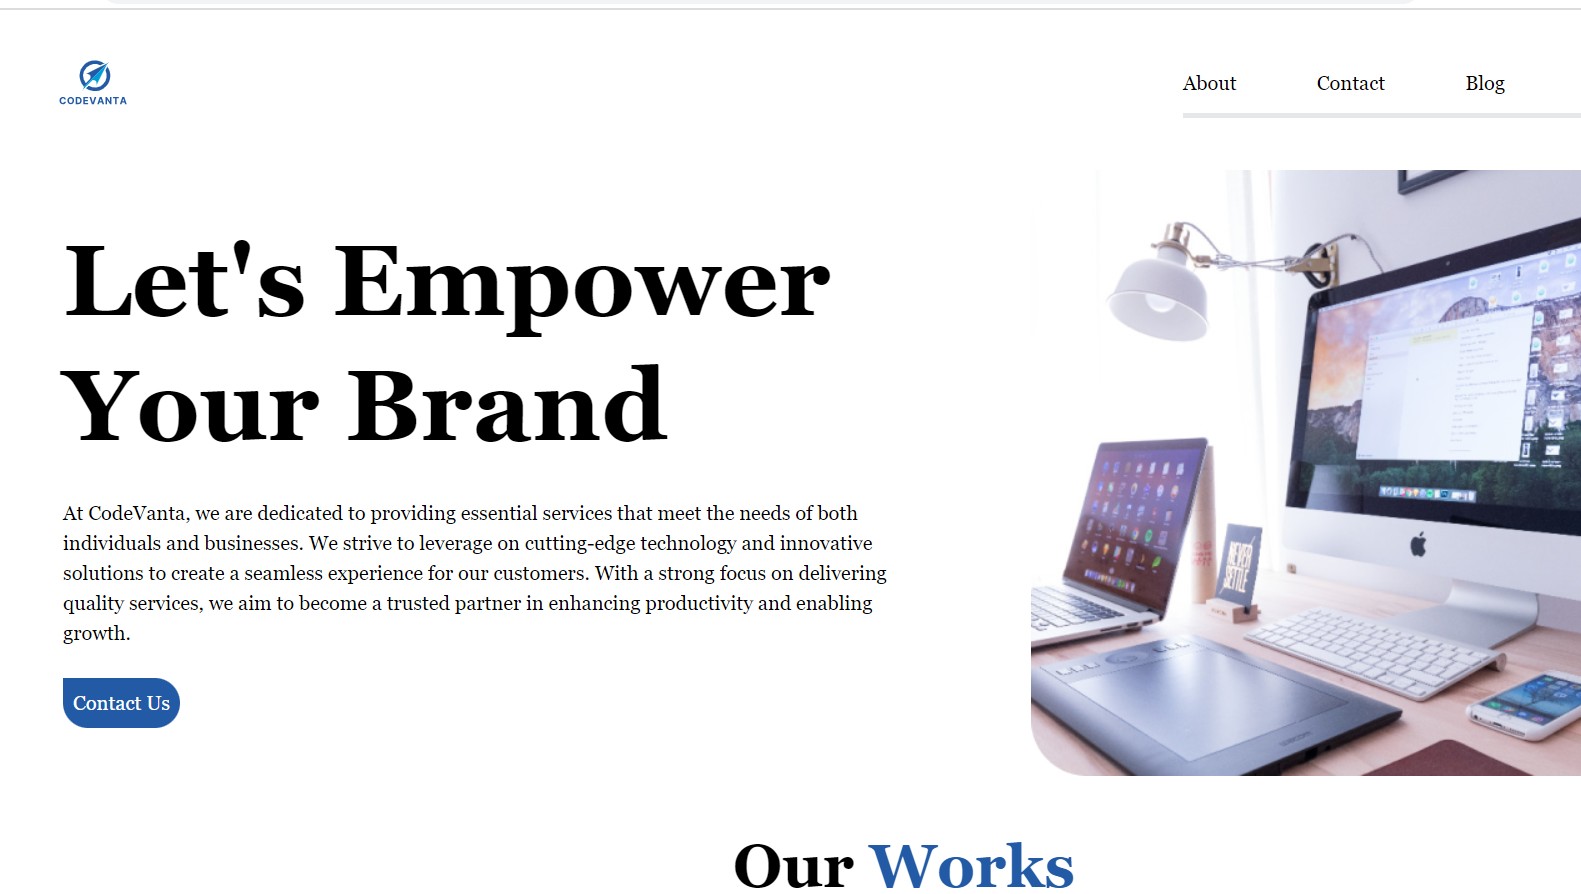 CODEVANTA
About
Contact
Blog
Let's Empower
Your Brand
At CodeVanta, we are dedicated to providing essential services that meet the needs of both
individuals and businesses. We strive to leverage on cutting-edge technology and innovative
solutions to create a seamless experience for our customers. With a strong focus on delivering
quality services, we aim to become a trusted partner in enhancing productivity and enabling
growth.
Contact Us
NEVER
SETTLE
Our Works